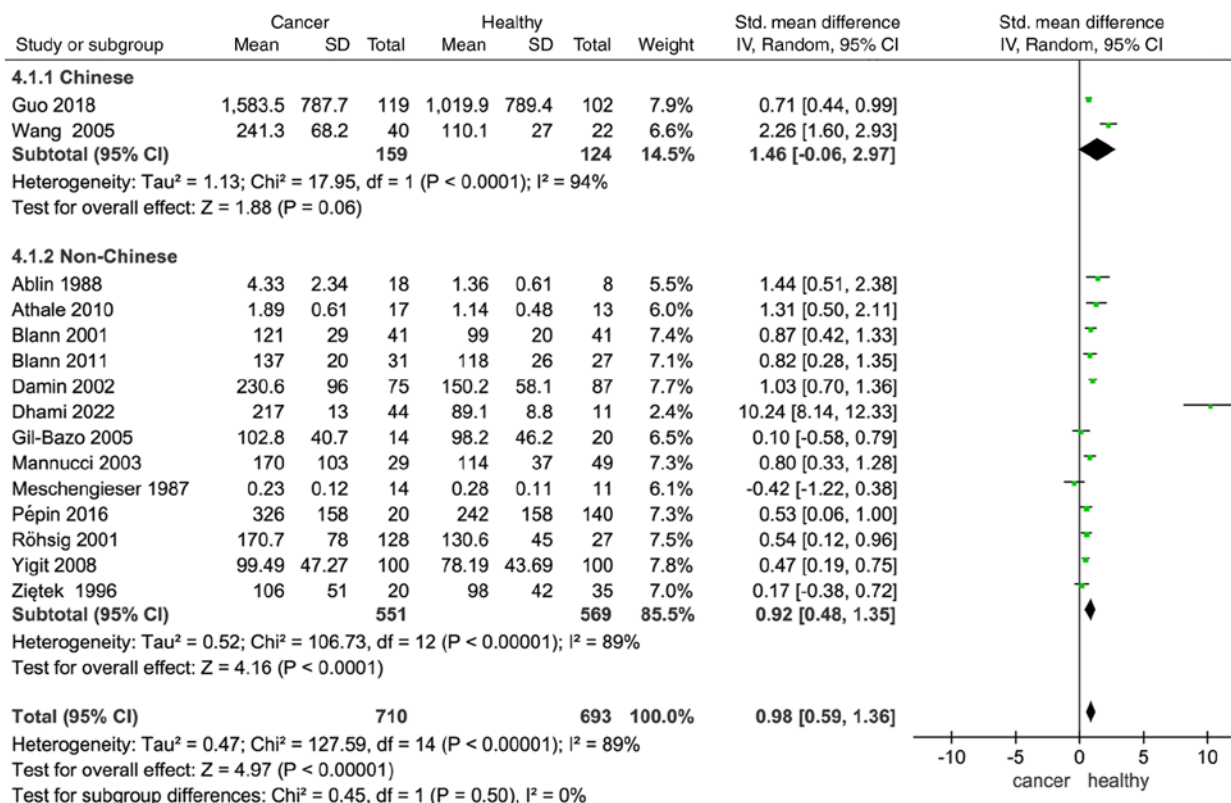 Cancer Healthy Std. mean difference Std. mean difference
Study or subgroup Mean SD Total Mean SD Total Weight IV, Random, 95% CI IV, Random, 95% CI
4.1.1 Chinese
Guo 2018 1,583.5 787.7 119 1,019.9 789.4 102 7.9% 0.71 [0.44, 0.99]
Wang 2005 241.3 68.2 40 110.1 27 22 6.6% 2.26 [1.60, 2.93]
Subtotal (95% CI) 159 124 14.5% 1.46 [-0.06, 2.97]
Heterogeneity: Tau² = 1.13; Chi² = 17.95, df = 1 (P < 0.0001); I² = 94%
Test for overall effect: Z = 1.88 (P = 0.06)
4.1.2 Non-Chinese
Ablin 1988 4.33 2.34 18 1.36 0.61 8 5.5% 1.44 [0.51, 2.38]
Athale 2010 1.89 0.61 17 1.14 0.48 13 6.0% 1.31 [0.50, 2.11]
Blann 2001 121 29 41 99 20 41 7.4% 0.87 [0.42, 1.33]
Blann 2011 137 20 31 118 26 27 7.1% 0.82 [0.28, 1.35]
Damin 2002 230.6 96 75 150.2 58.1 87 7.7% 1.03 [0.70, 1.36]
Dhami 2022 217 13 44 89.1 8.8 11 2.4% 10.24 [8.14, 12.33]
Gil-Bazo 2005 102.8 40.7 14 98.2 46.2 20 6.5% 0.10 [-0.58, 0.79]
Mannucci 2003 170 103 29 114 37 49 7.3% 0.80 [0.33, 1.28]
Meschengieser 1987 0.23 0.12 14 0.28 0.11 11 6.1% -0.42 [-1.22, 0.38]
Pépin 2016 326 158 20 242 158 140 7.3% 0.53 [0.06, 1.00]
Röhsig 2001 170.7 78 128 130.6 45 27 7.5% 0.54 [0.12, 0.96]
Yigit 2008 99.49 47.27 100 78.19 43.69 100 7.8% 0.47 [0.19, 0.75]
Ziętek 1996 106 51 20 98 42 35 7.0% 0.17 [-0.38, 0.72]
Subtotal (95% CI) 551 569 85.5% 0.92 [0.48, 1.35]
Heterogeneity: Tau² = 0.52; Chi² = 106.73, df = 12 (P < 0.00001); I² = 89%
Test for overall effect: Z = 4.16 (P < 0.0001)
Total (95% CI) 710 693 100.0% 0.98 [0.59, 1.36]
Heterogeneity: Tau² = 0.47; Chi² = 127.59, df = 14 (P < 0.00001); I² = 89%
Test for overall effect: Z = 4.97 (P < 0.00001)
Test for subgroup differences: Chi² = 0.45, df = 1 (P = 0.50), I² = 0%
-10 -5 0 5 10
cancer healthy